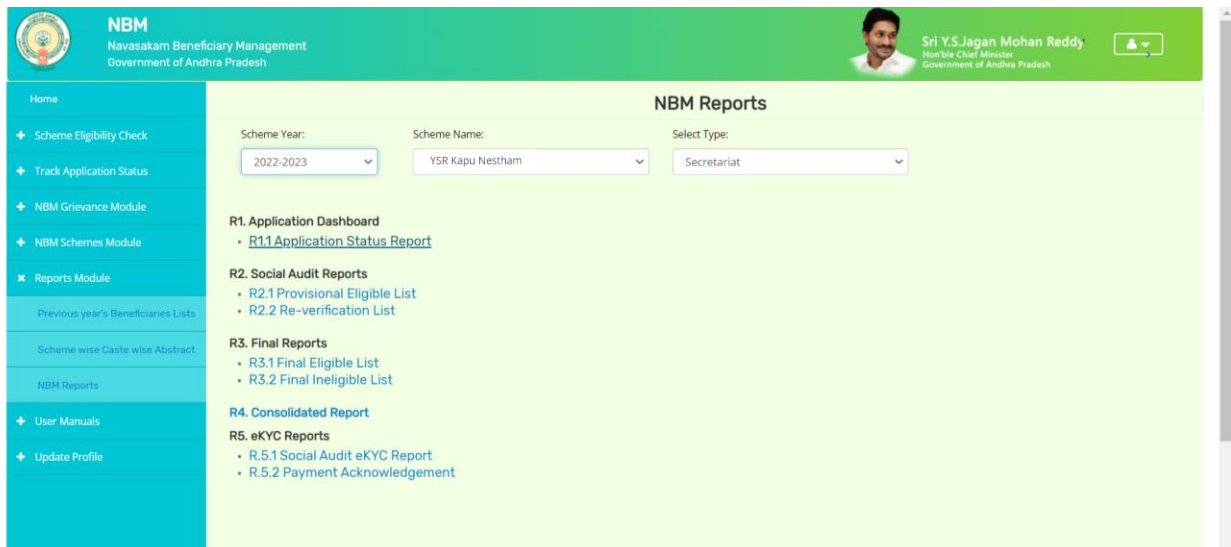 NBM
Navasakam Beneficiary Management
Government of Andhra Pradesh
Sri Y.S.Jagan Mohan Reddy
Hon'ble Chief Minister
Government of Andhra Pradesh
Home
Scheme Eligibility Check
Track Application Status
NBM Grievance Module
NBM Schemes Module
Reports Module
Previous year's Beneficiaries Lists
Scheme wise Caste wise Abstract
NBM Reports
User Manuals
Update Profile
NBM Reports
Scheme Year:
Scheme Name:
Select Type:
2022-2023
YSR Kapu Nestham
Secretariat
R1. Application Dashboard
• R1.1 Application Status Report
R2. Social Audit Reports
• R2.1 Provisional Eligible List
• R2.2 Re-verification List
R3. Final Reports
• R3.1 Final Eligible List
• R3.2 Final Ineligible List
R4. Consolidated Report
R5. eKYC Reports
• R.5.1 Social Audit eKYC Report
• R.5.2 Payment Acknowledgement